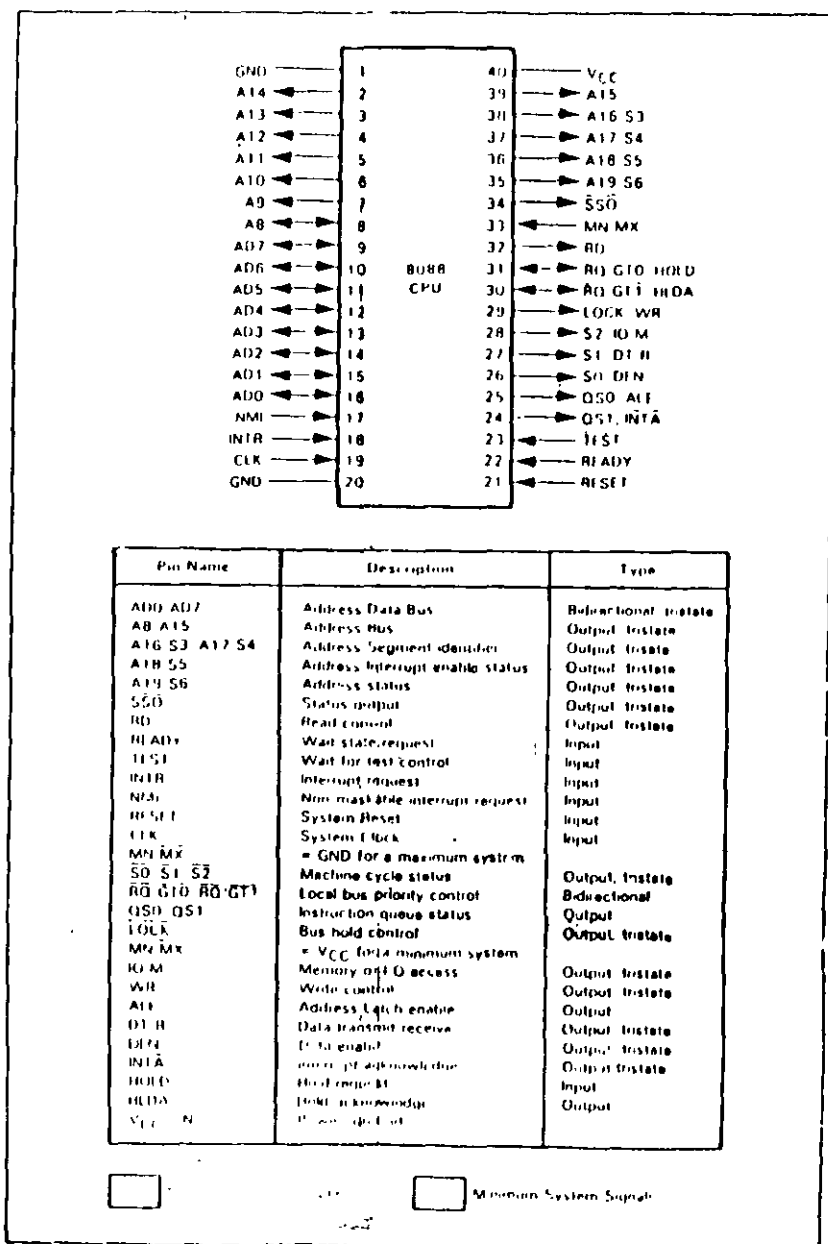 GND 1 40 VCC
A14 2 39 A15
A13 3 38 A16 S3
A12 4 37 A17 S4
A11 5 36 A18 S5
A10 6 35 A19 S6
A9 7 34 S̅S̅O̅
A8 8 33 MN MX
AD7 9 32 RD
AD6 10 8088 31 RQ GT0 HOLD
AD5 11 CPU 30 RQ GT1 HLDA
AD4 12 29 LOCK WR
AD3 13 28 S2 IO M
AD2 14 27 S1 DT R
AD1 15 26 S0 DEN
AD0 16 25 QS0 ALE
NMI 17 24 QS1, INTA
INTR 18 23 TEST
CLK 19 22 READY
GND 20 21 RESET
Pin Name Description Type
AD0 AD7 Address Data Bus Bidirectional tristate
A8 A15 Address Bus Output tristate
A16 S3 A17 S4 Address Segment identifier Output tristate
A18 S5 Address Interrupt enable status Output tristate
A19 S6 Address status Output tristate
SSO Status output Output tristate
RD Read control Output tristate
READY Wait state request Input
TEST Wait for test control Input
INTR Interrupt request Input
NMI Non maskable interrupt request Input
RESET System Reset Input
CLK System Clock Input
MN MX = GND for a maximum system
S0 S1 S2 Machine cycle status Output, tristate
RQ GT0 RQ GT1 Local bus priority control Bidirectional
QS0 QS1 Instruction queue status Output
LOCK Bus hold control Output, tristate
MN MX = VCC for a minimum system
IO M Memory or I O access Output tristate
WR Write control Output tristate
ALE Address Latch enable Output
DT R Data transmit receive Output tristate
DEN Data enable Output tristate
INTA acknowledge Output tristate
HOLD Hold request Input
HLDA Hold acknowledge Output
Minimum System Signals